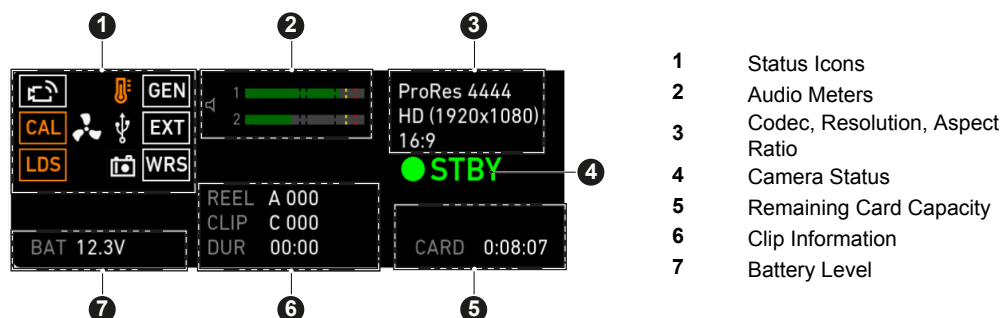 1 2 3
GEN
CAL EXT
LDS WRS
1
2
ProRes 4444
HD (1920x1080)
16:9
STBY 4
REEL A 000
CLIP C 000
DUR 00:00
BAT 12.3V
CARD 0:08:07
7 6 5
1 Status Icons
2 Audio Meters
3 Codec, Resolution, Aspect
Ratio
4 Camera Status
5 Remaining Card Capacity
6 Clip Information
7 Battery Level